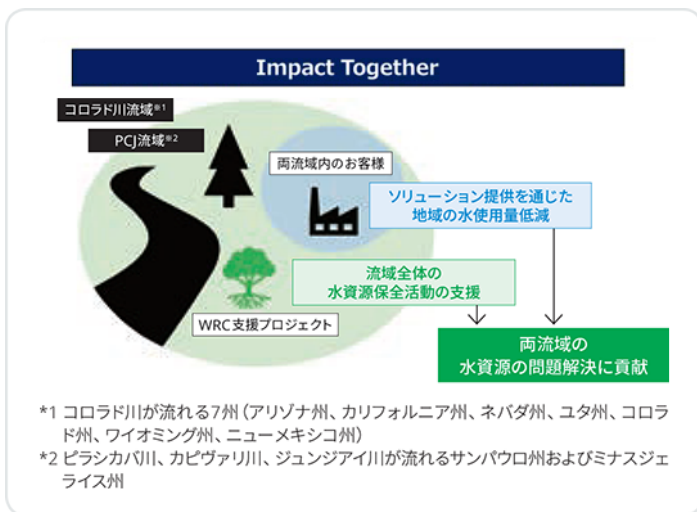 Impact Together
コロラド川流域※1
PCJ流域※2
両流域内のお客様
ソリューション提供を通じた
地域の水使用量低減
流域全体の
水資源保全活動の支援
WRC支援プロジェクト
両流域の
水資源の問題解決に貢献
*1 コロラド川が流れる7州（アリゾナ州、カリフォルニア州、ネバダ州、ユタ州、コロラ
ド州、ワイオミング州、ニューメキシコ州）
*2 ピラシカバ川、カピヴァリ川、ジュンジアイ川が流れるサンパウロ州およびミナスジェ
ライス州